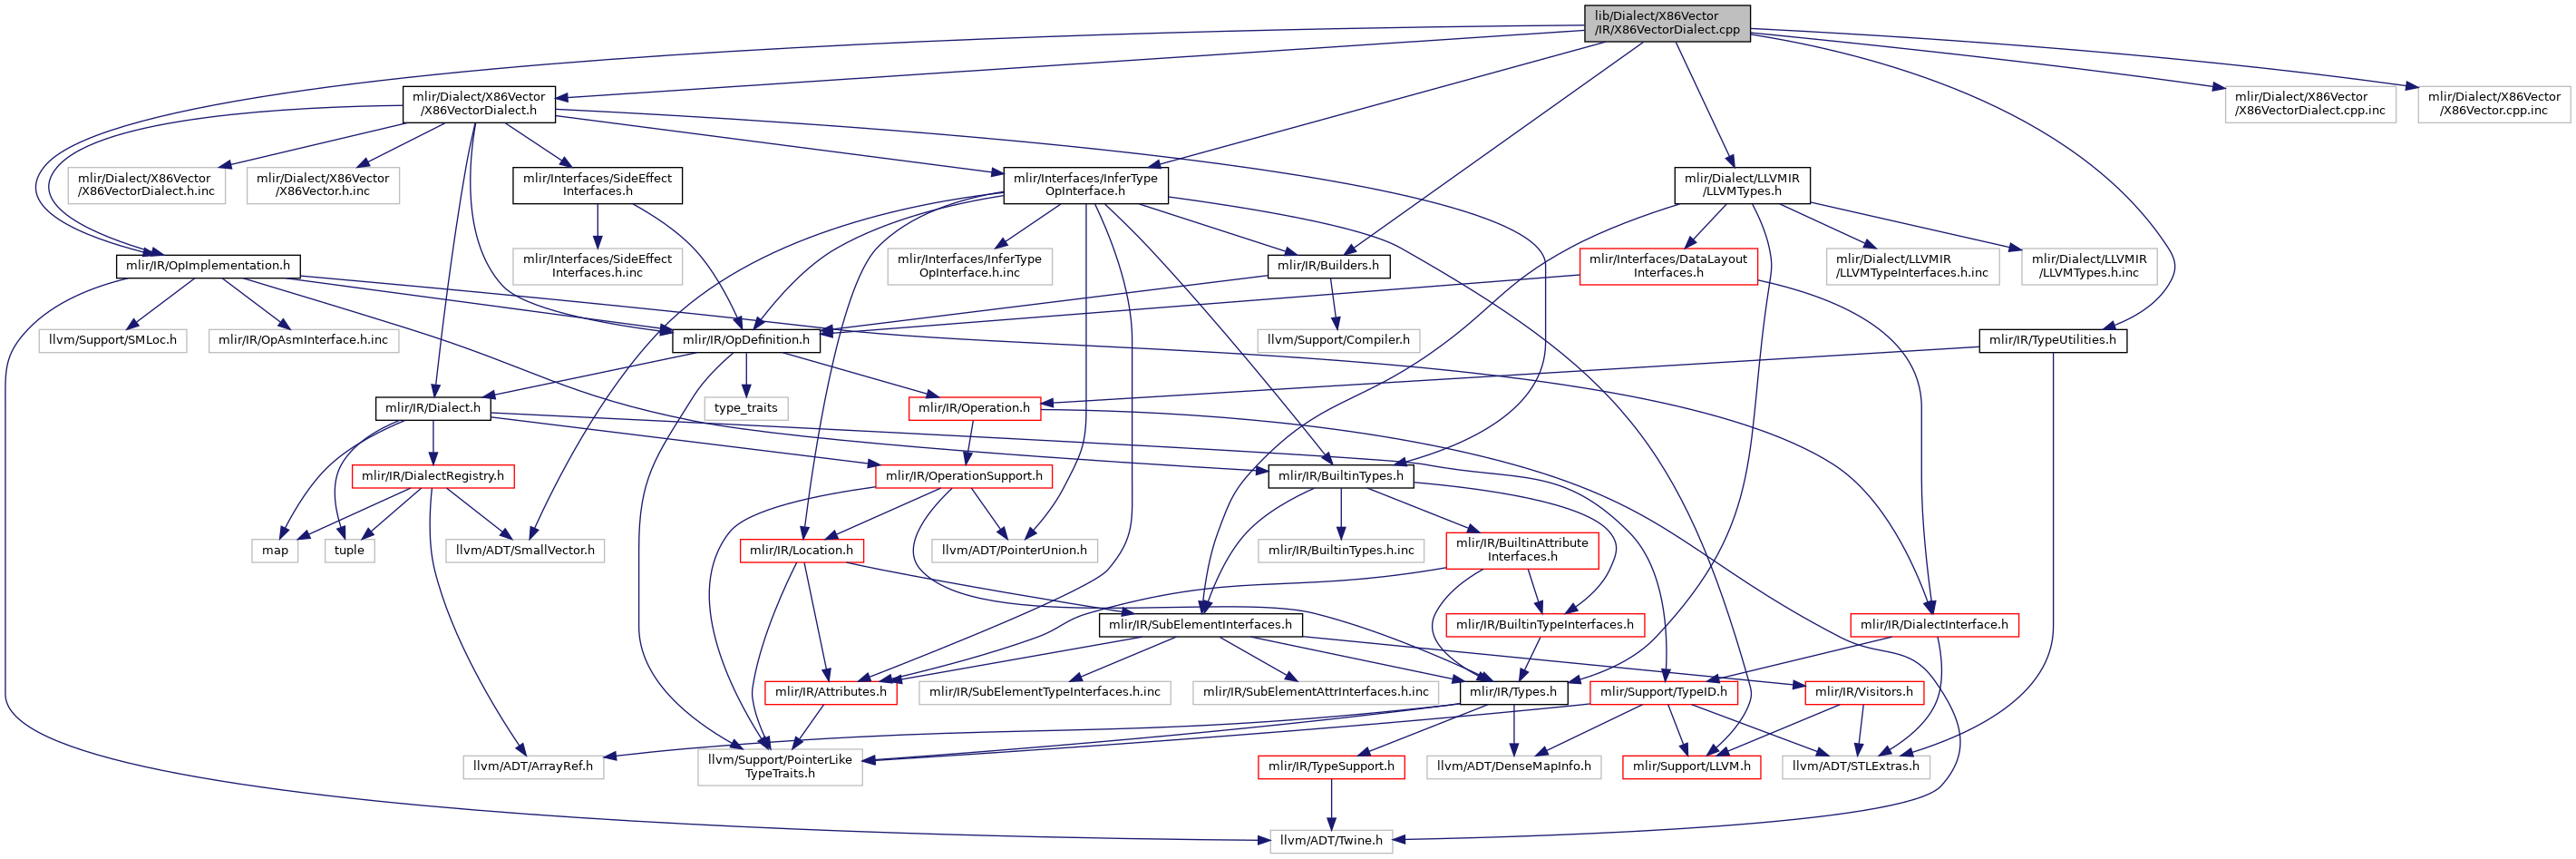 lib/Dialect/X86Vector
/IR/X86VectorDialect.cpp
mlir/Dialect/X86Vector
/X86VectorDialect.h
mlir/Dialect/X86Vector
/X86VectorDialect.cpp.inc
mlir/Dialect/X86Vector
/X86Vector.cpp.inc
mlir/Dialect/X86Vector
/X86VectorDialect.h.inc
mlir/Dialect/X86Vector
/X86Vector.h.inc
mlir/Interfaces/SideEffect
Interfaces.h
mlir/Interfaces/InferType
OpInterface.h
mlir/Dialect/LLVMIR
/LLVMTypes.h
mlir/IR/OpImplementation.h
mlir/Interfaces/SideEffect
Interfaces.h.inc
mlir/Interfaces/InferType
OpInterface.h.inc
mlir/IR/Builders.h
mlir/Interfaces/DataLayout
Interfaces.h
mlir/Dialect/LLVMIR
/LLVMTypeInterfaces.h.inc
mlir/Dialect/LLVMIR
/LLVMTypes.h.inc
llvm/Support/SMLoc.h
mlir/IR/OpAsmInterface.h.inc
mlir/IR/OpDefinition.h
llvm/Support/Compiler.h
mlir/IR/TypeUtilities.h
mlir/IR/Dialect.h
type_traits
mlir/IR/Operation.h
mlir/IR/DialectRegistry.h
mlir/IR/OperationSupport.h
mlir/IR/BuiltinTypes.h
map
tuple
llvm/ADT/SmallVector.h
mlir/IR/Location.h
llvm/ADT/PointerUnion.h
mlir/IR/BuiltinTypes.h.inc
mlir/IR/BuiltinAttribute
Interfaces.h
mlir/IR/SubElementInterfaces.h
mlir/IR/BuiltinTypeInterfaces.h
mlir/IR/DialectInterface.h
mlir/IR/Attributes.h
mlir/IR/SubElementTypeInterfaces.h.inc
mlir/IR/SubElementAttrInterfaces.h.inc
mlir/IR/Types.h
mlir/Support/TypeID.h
mlir/IR/Visitors.h
llvm/ADT/ArrayRef.h
llvm/Support/PointerLike
TypeTraits.h
mlir/IR/TypeSupport.h
llvm/ADT/DenseMapInfo.h
mlir/Support/LLVM.h
llvm/ADT/STLExtras.h
llvm/ADT/Twine.h